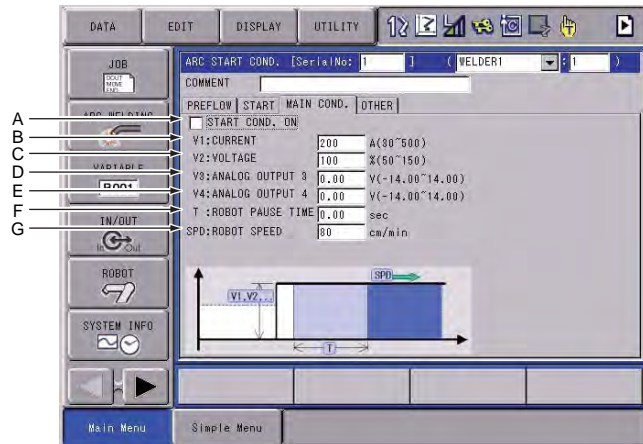 DATA EDIT DISPLAY UTILITY
JOB
DOUT
MOVE
END
ARC WELDING
VARIABLE
B001
IN/OUT
In Out
ROBOT
SYSTEM INFO
ARC START COND. [SerialNo: 1 ] ( WELDER1 : 1 )
COMMENT
PREFLOW START MAIN COND. OTHER
A START COND. ON
B V1:CURRENT 200 A(30~500)
C V2:VOLTAGE 100 %(50~150)
D V3:ANALOG OUTPUT 3 0.00 V(-14.00~14.00)
E V4:ANALOG OUTPUT 4 0.00 V(-14.00~14.00)
F T :ROBOT PAUSE TIME 0.00 sec
G SPD:ROBOT SPEED 80 cm/min
SPD
V1,V2...
T
Main Menu Simple Menu